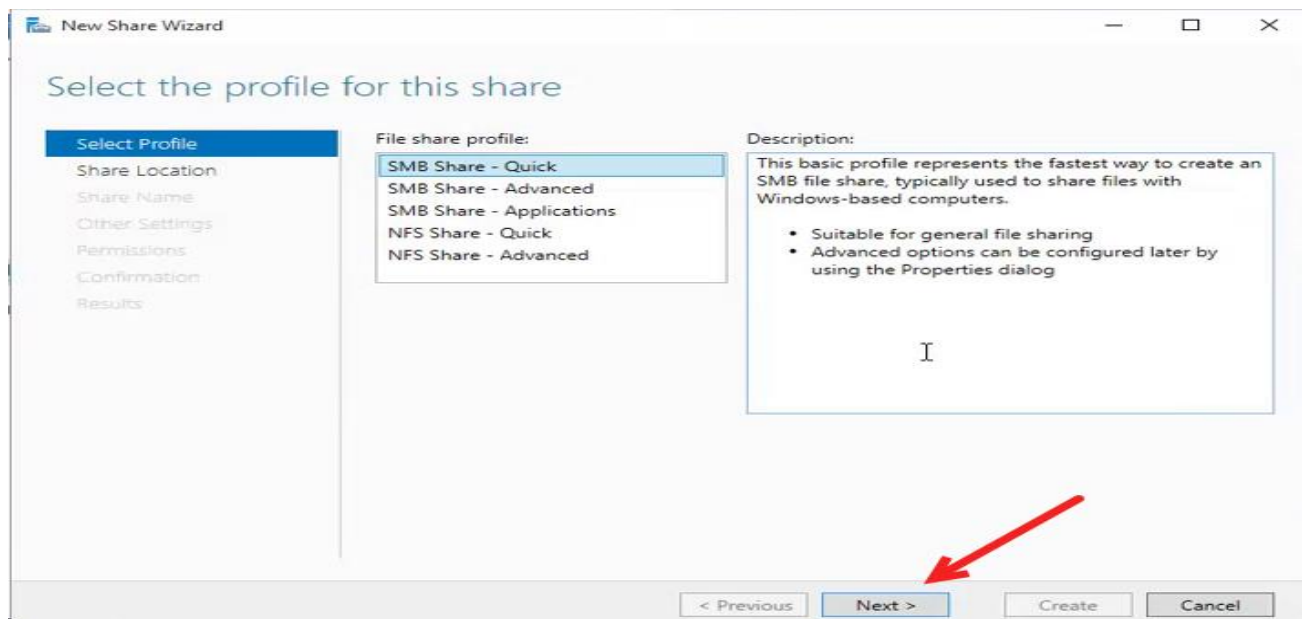 New Share Wizard
Select the profile for this share
Select Profile
Share Location
Share Name
Other Settings
Permissions
Confirmation
Results
File share profile:
SMB Share - Quick
SMB Share - Advanced
SMB Share - Applications
NFS Share - Quick
NFS Share - Advanced
Description:
This basic profile represents the fastest way to create an
SMB file share, typically used to share files with
Windows-based computers.
• Suitable for general file sharing
• Advanced options can be configured later by
using the Properties dialog
< Previous
Next >
Create
Cancel